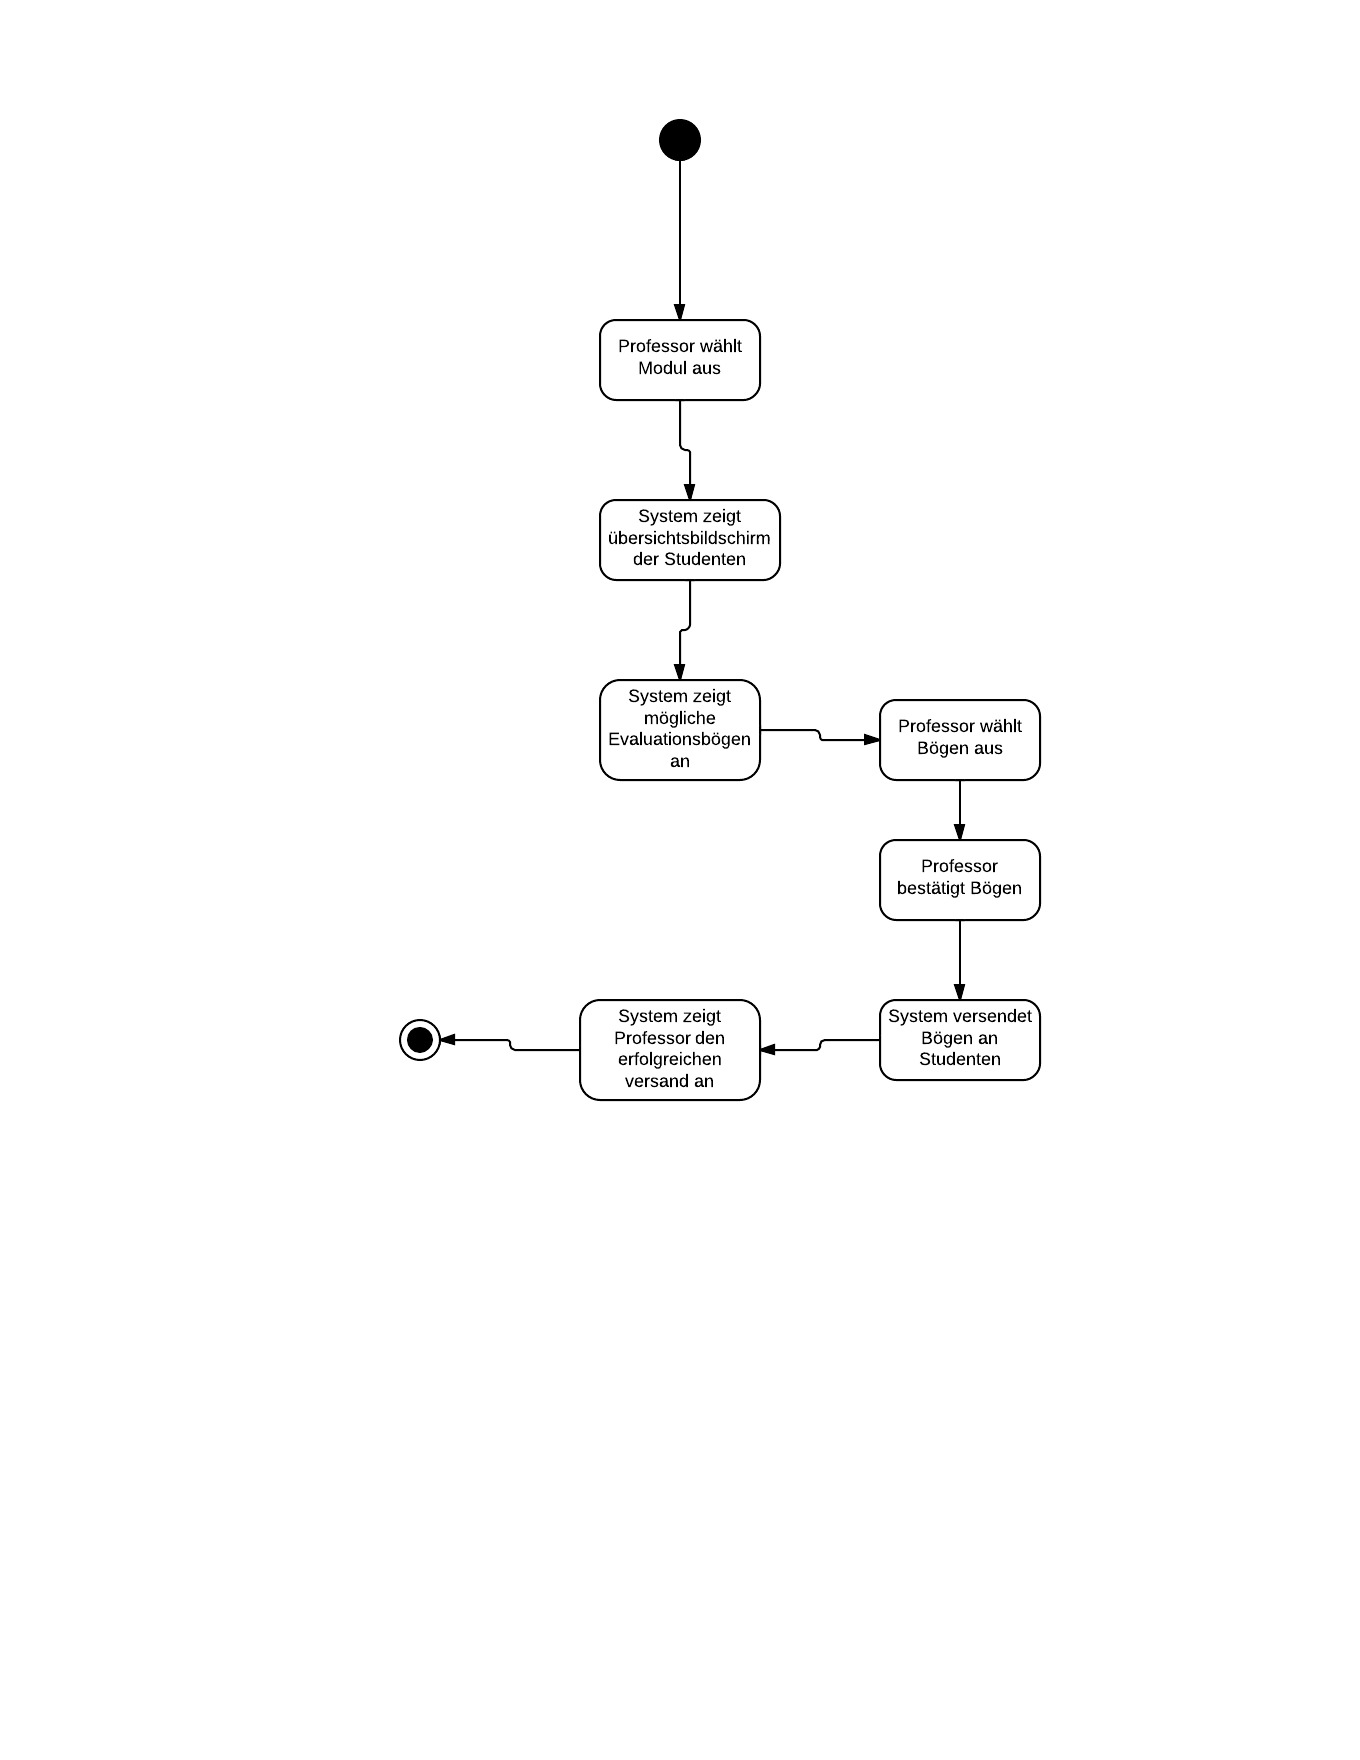 Professor wählt
Modul aus
System zeigt
übersichtsbildschirm
der Studenten
System zeigt
mögliche
Evaluationsbögen
an
Professor wählt
Bögen aus
Professor
bestätigt Bögen
System versendet
Bögen an
Studenten
System zeigt
Professor den
erfolgreichen
versand an